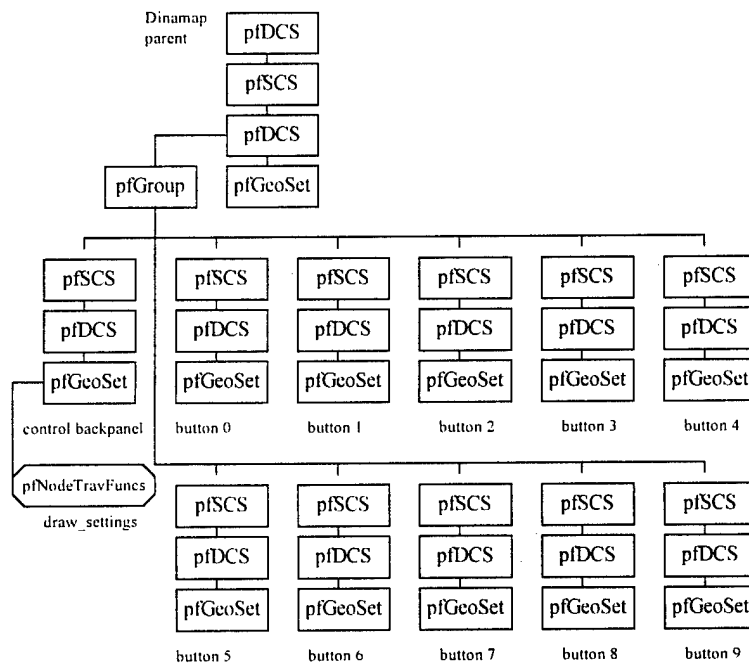 Dinamap
parent
pfDCS
pfSCS
pfDCS
pfGroup
pfGeoSet
pfSCS pfSCS pfSCS pfSCS pfSCS pfSCS
pfDCS pfDCS pfDCS pfDCS pfDCS pfDCS
pfGeoSet pfGeoSet pfGeoSet pfGeoSet pfGeoSet pfGeoSet
control backpanel button 0 button 1 button 2 button 3 button 4
pfNodeTravFuncs
draw_settings
pfSCS pfSCS pfSCS pfSCS pfSCS
pfDCS pfDCS pfDCS pfDCS pfDCS
pfGeoSet pfGeoSet pfGeoSet pfGeoSet pfGeoSet
button 5 button 6 button 7 button 8 button 9